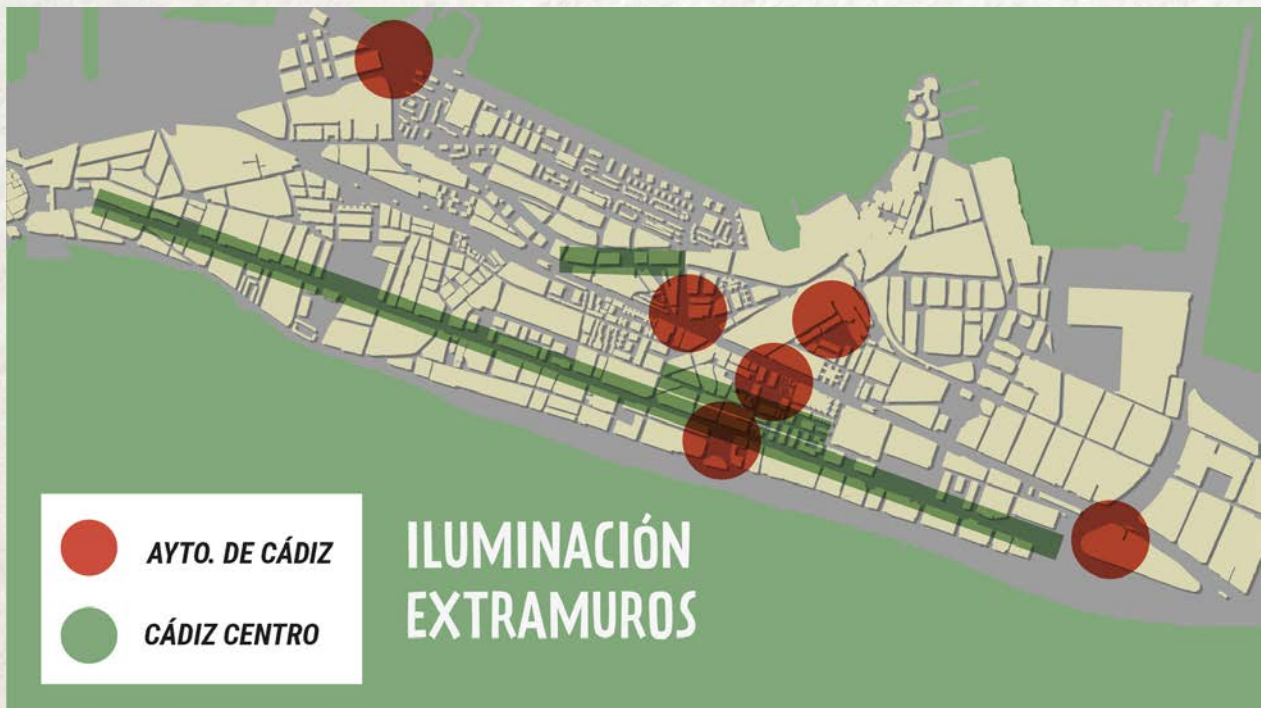 AYTO. DE CÁDIZ
CÁDIZ CENTRO
ILUMINACIÓN
EXTRAMUROS